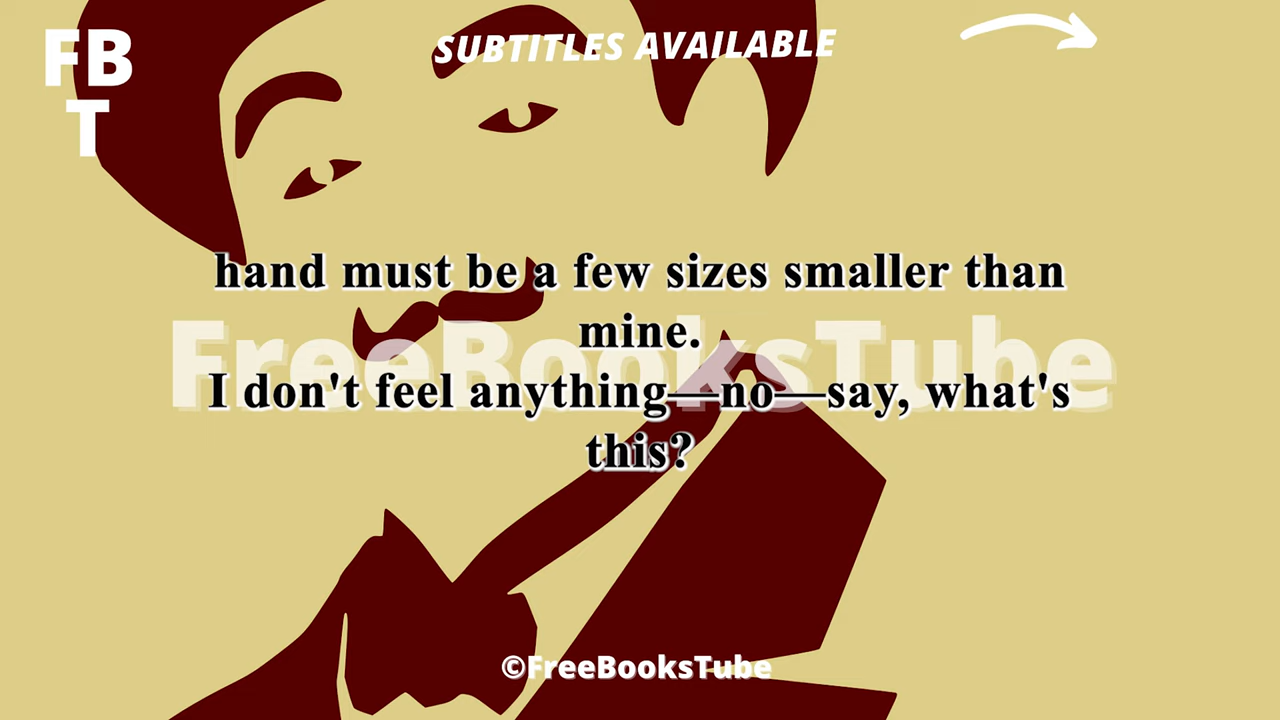 FB
T
SUBTITLES AVAILABLE
hand must be a few sizes smaller than
mine.
FreeBooksTube
I don't feel anything—no—say, what's
this?
©FreeBooksTube